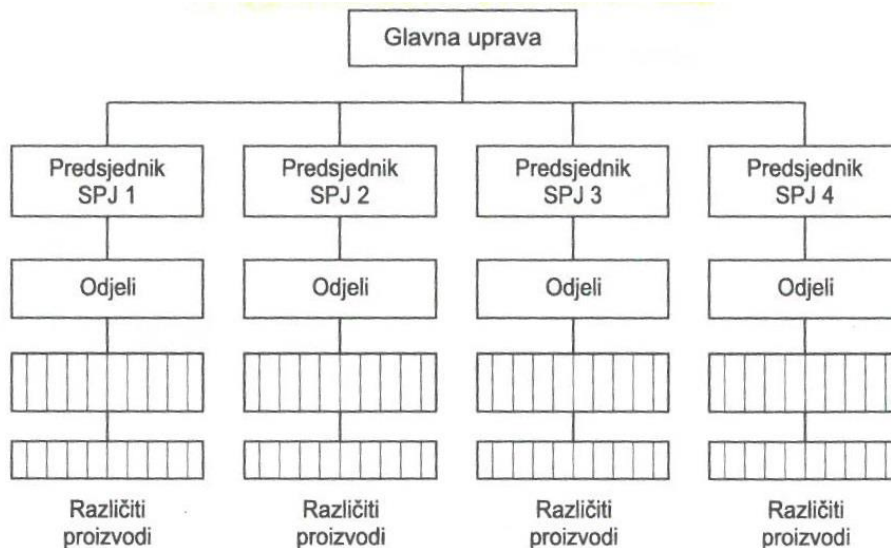 Glavna uprava
Predsjednik
SPJ 1
Predsjednik
SPJ 2
Predsjednik
SPJ 3
Predsjednik
SPJ 4
Odjeli
Odjeli
Odjeli
Odjeli
Različiti
proizvodi
Različiti
proizvodi
Različiti
proizvodi
Različiti
proizvodi